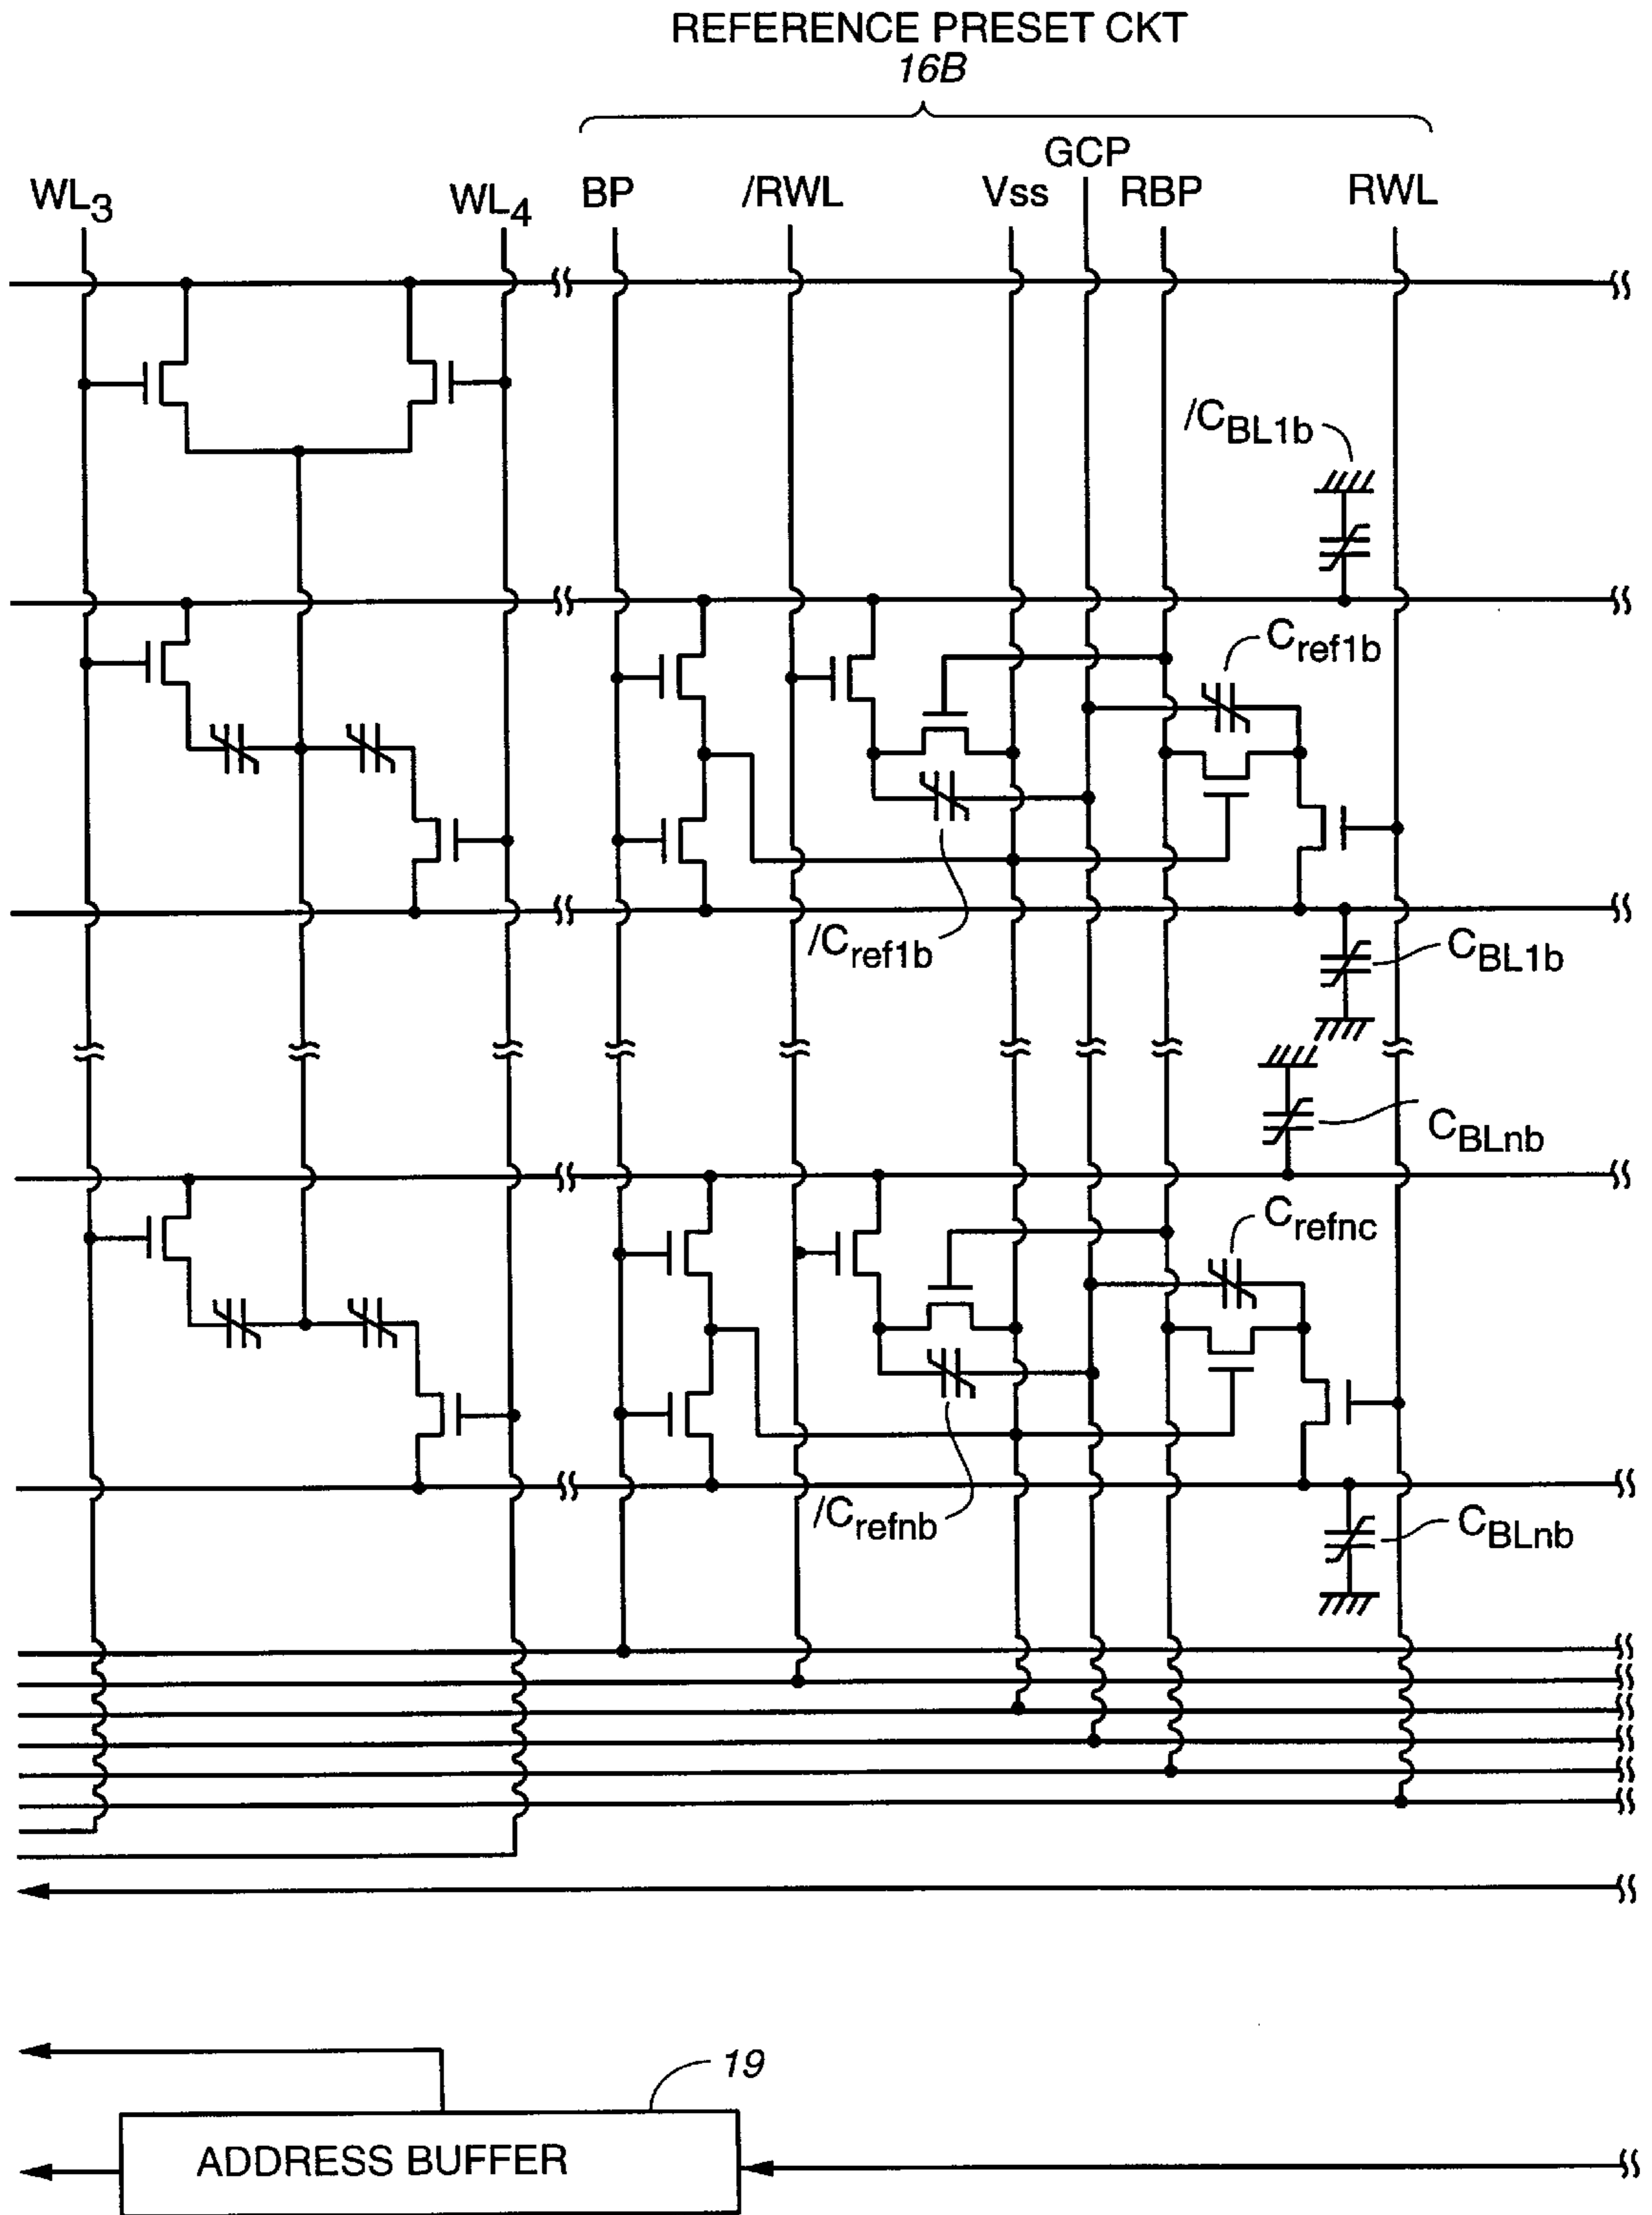 REFERENCE PRESET CKT
16B
GCP
WL3
WL4
BP
/RWL
Vss
RBP
RWL
/CBL1b
Cref1b
/Cref1b
CBL1b
CBLnb
Crefnc
/Crefnb
CBLnb
19
ADDRESS BUFFER